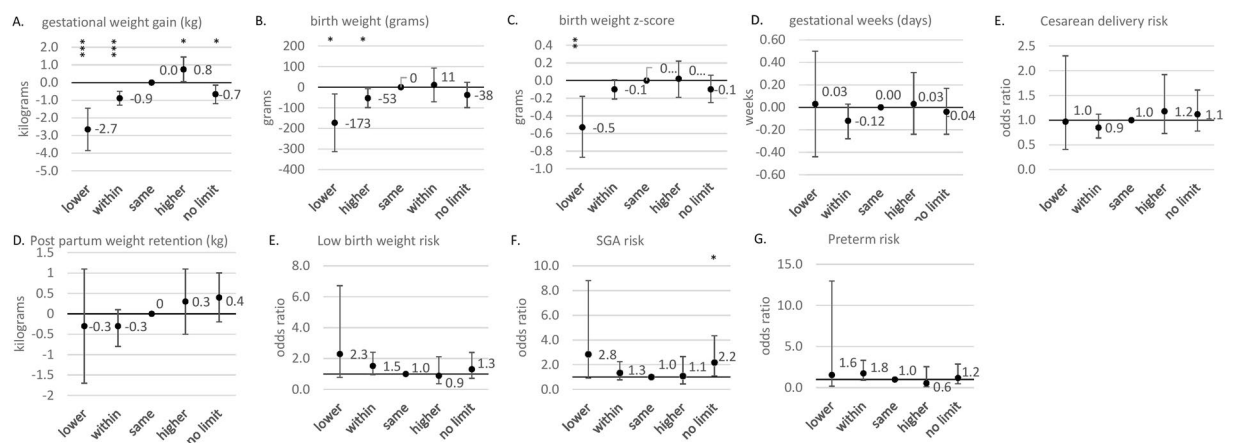 A. gestational weight gain (kg)
*** *** * *
2.0
1.0
0.0
-1.0
-2.0
-3.0
-4.0
-5.0
kilograms
-2.7
-0.9
0.0
0.8
-0.7
lower
within
same
higher
no limit
B. birth weight (grams)
* *
200
100
0
-100
-200
-300
-400
grams
-173
-53
0
11
-38
lower
higher
same
within
no limit
C. birth weight z-score
**
0.4
0.2
0.0
-0.2
-0.4
-0.6
-0.8
-1.0
grams
-0.5
-0.1
0...
0...
-0.1
lower
within
same
higher
no limit
D. gestational weeks (days)
0.60
0.40
0.20
0.00
-0.20
-0.40
-0.60
weeks
0.03
-0.12
0.00
0.03
-0.04
lower
within
same
higher
no limit
E. Cesarean delivery risk
2.5
2.0
1.5
1.0
0.5
0.0
odds ratio
1.0
0.9
1.0
1.2
1.1
lower
within
same
higher
no limit
D. Post partum weight retention (kg)
1.5
1
0.5
0
-0.5
-1
-1.5
-2
kilograms
-0.3
-0.3
0
0.3
0.4
lower
within
same
higher
no limit
E. Low birth weight risk
8.0
6.0
4.0
2.0
0.0
odds ratio
2.3
1.5
1.0
0.9
1.3
lower
within
same
higher
no limit
F. SGA risk
*
10.0
8.0
6.0
4.0
2.0
0.0
odds ratio
2.8
1.3
1.0
1.1
2.2
lower
within
same
higher
no limit
G. Preterm risk
15.0
10.0
5.0
0.0
odds ratio
1.6
1.8
1.0
0.6
1.2
lower
within
same
higher
no limit